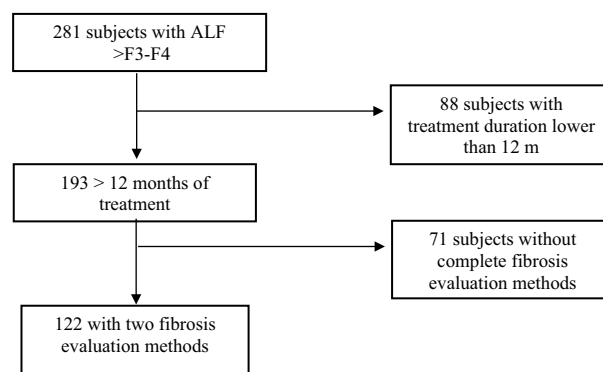 281 subjects with ALF
>F3-F4
88 subjects with
treatment duration lower
than 12 m
193 > 12 months of
treatment
71 subjects without
complete fibrosis
evaluation methods
122 with two fibrosis
evaluation methods